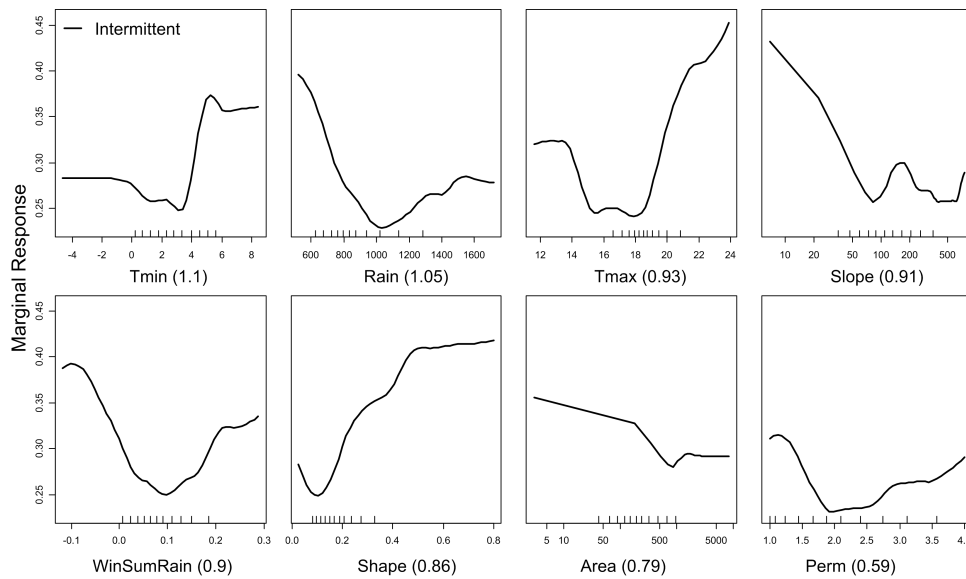 Intermittent
0.45
0.40
0.35
0.30
0.25
-4 -2 0 2 4 6 8
600 800 1000 1200 1400 1600
12 14 16 18 20 22 24
10 20 50 100 200 500
Tmin (1.1)
Rain (1.05)
Tmax (0.93)
Slope (0.91)
Marginal Response
0.45
0.40
0.35
0.30
0.25
-0.1 0.0 0.1 0.2 0.3
0.0 0.2 0.4 0.6 0.8
5 10 50 500 5000
1.0 1.5 2.0 2.5 3.0 3.5 4.
WinSumRain (0.9)
Shape (0.86)
Area (0.79)
Perm (0.59)